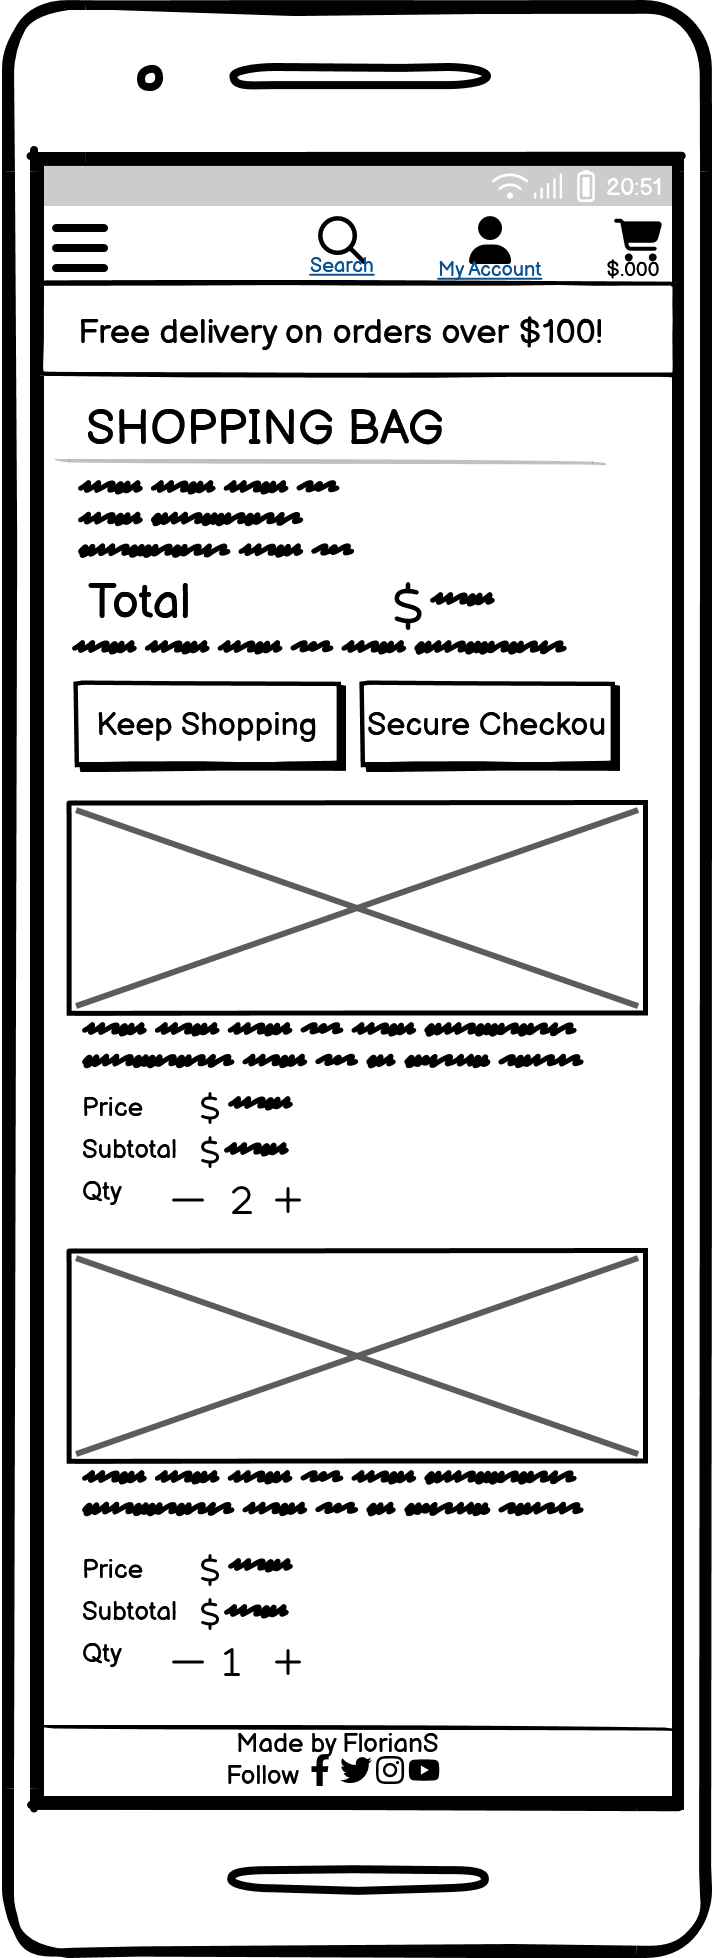 20:51
Search My Account $.000
Free delivery on orders over $100!
SHOPPING BAG
Total $
Keep Shopping Secure Checkou
Price $
Subtotal $
Qty — 2 +
Price $
Subtotal $
Qty — 1 +
Made by FlorianS
Follow